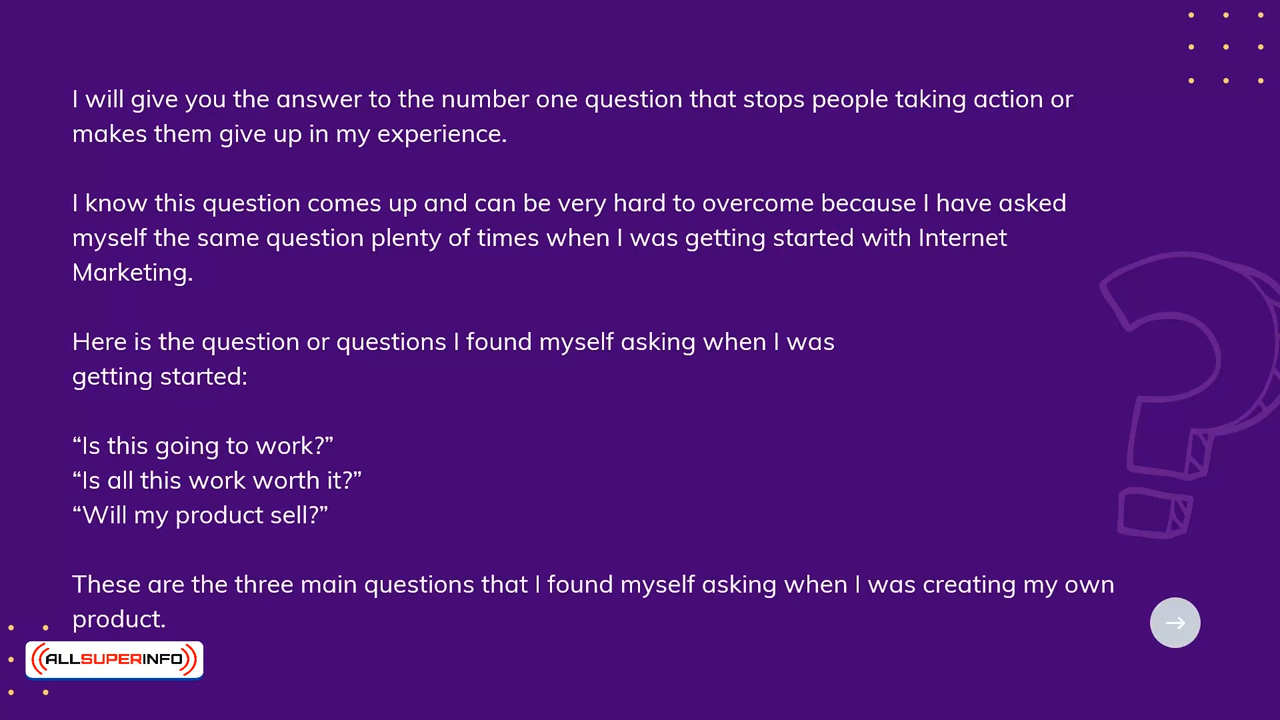 I will give you the answer to the number one question that stops people taking action or
makes them give up in my experience.
I know this question comes up and can be very hard to overcome because I have asked
myself the same question plenty of times when I was getting started with Internet
Marketing.
Here is the question or questions I found myself asking when I was
getting started:
“Is this going to work?”
“Is all this work worth it?”
“Will my product sell?”
These are the three main questions that I found myself asking when I was creating my own
product.
ALLSUPERINFO